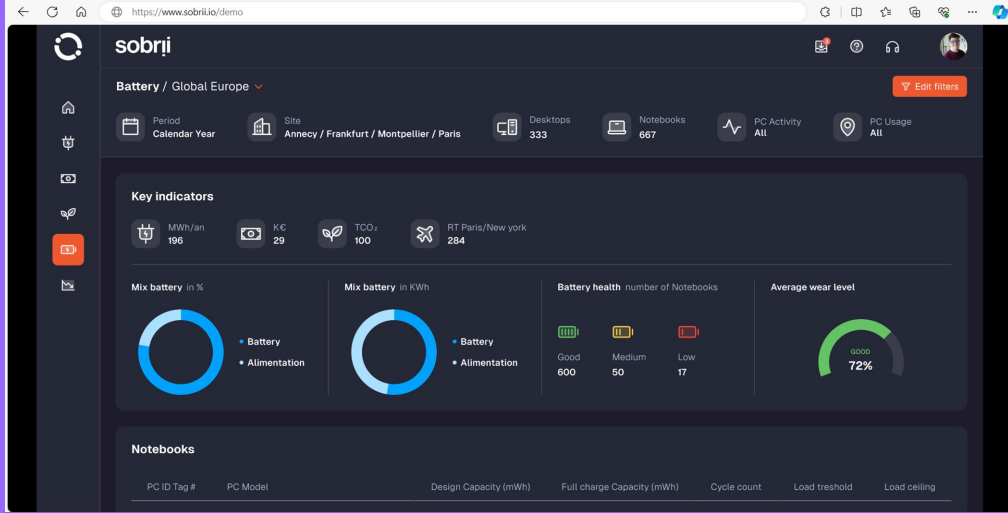 https://www.sobrii.io/demo
sobrii
3
Battery / Global Europe
Edit filters
Period
Calendar Year
Site
Annecy / Frankfurt / Montpellier / Paris
Desktops
333
Notebooks
667
PC Activity
All
PC Usage
All
Key indicators
MWh/an
196
K€
29
TCO₂
100
RT Paris/New york
284
Mix battery in %
Battery
Alimentation
Mix battery in KWh
Battery
Alimentation
Battery health number of Notebooks
Good
600
Medium
50
Low
17
Average wear level
GOOD
72%
Notebooks
PC ID Tag # PC Model Design Capacity (mWh) Full charge Capacity (mWh) Cycle count Load treshold Load ceiling